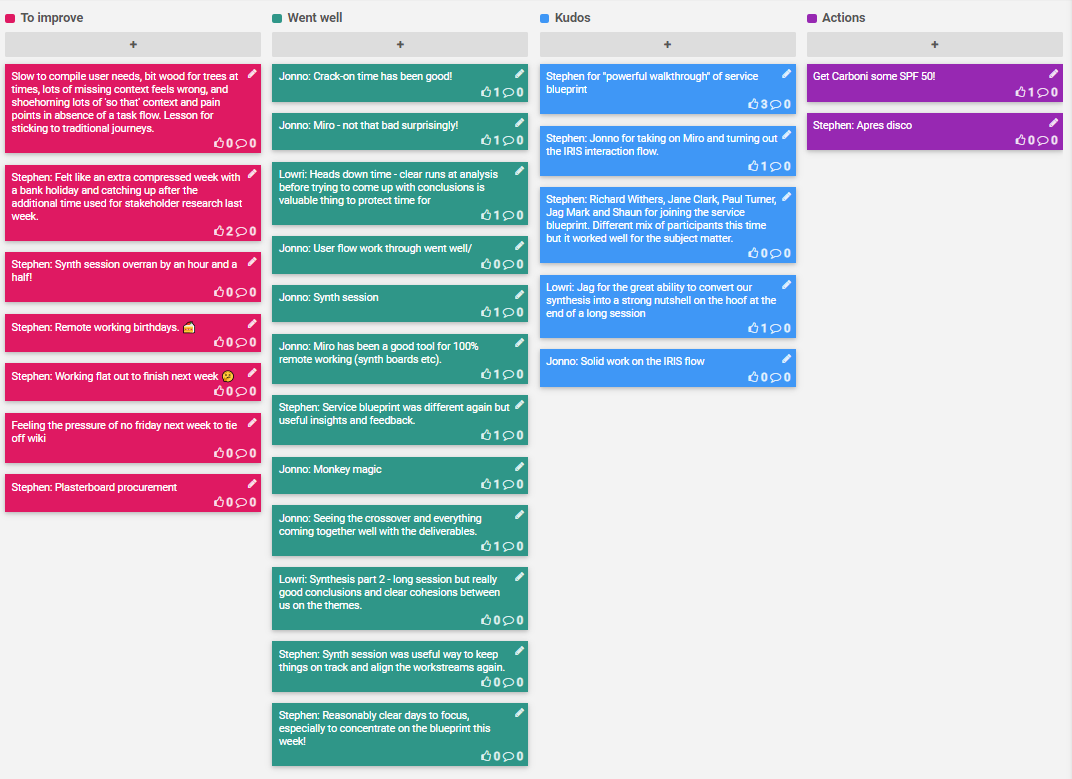 To improve
+
Slow to compile user needs, bit wood for trees at
times, lots of missing context feels wrong, and
shoehorning lots of 'so that' context and pain
points in absence of a task flow. Lesson for
sticking to traditional journeys.
0 0
Stephen: Felt like an extra compressed week with
a bank holiday and catching up after the
additional time used for stakeholder research last
week.
2 0
Stephen: Synth session overran by an hour and a
half!
0 0
Stephen: Remote working birthdays. 🍰
0 0
Stephen: Working flat out to finish next week 😕
0 0
Feeling the pressure of no friday next week to tie
off wiki
0 0
Stephen: Plasterboard procurement
0 0
Went well
+
Jonno: Crack-on time has been good!
1 0
Jonno: Miro - not that bad surprisingly!
1 0
Lowri: Heads down time - clear runs at analysis
before trying to come up with conclusions is
valuable thing to protect time for
1 0
Jonno: User flow work through went well/
0 0
Jonno: Synth session
1 0
Jonno: Miro has been a good tool for 100%
remote working (synth boards etc).
1 0
Stephen: Service blueprint was different again but
useful insights and feedback.
1 0
Jonno: Monkey magic
1 0
Jonno: Seeing the crossover and everything
coming together well with the deliverables.
1 0
Lowri: Synthesis part 2 - long session but really
good conclusions and clear cohesions between
us on the themes.
0 0
Stephen: Synth session was useful way to keep
things on track and align the workstreams again.
0 0
Stephen: Reasonably clear days to focus,
especially to concentrate on the blueprint this
week!
0 0
Kudos
+
Stephen for "powerful walkthrough" of service
blueprint
3 0
Stephen: Jonno for taking on Miro and turning out
the IRIS interaction flow.
1 0
Stephen: Richard Withers, Jane Clark, Paul Turner,
Jag Mark and Shaun for joining the service
blueprint. Different mix of participants this time
but it worked well for the subject matter.
0 0
Lowri: Jag for the great ability to convert our
synthesis into a strong nutshell on the hoof at the
end of a long session
1 0
Jonno: Solid work on the IRIS flow
0 0
Actions
+
Get Carboni some SPF 50!
1 0
Stephen: Apres disco
0 0